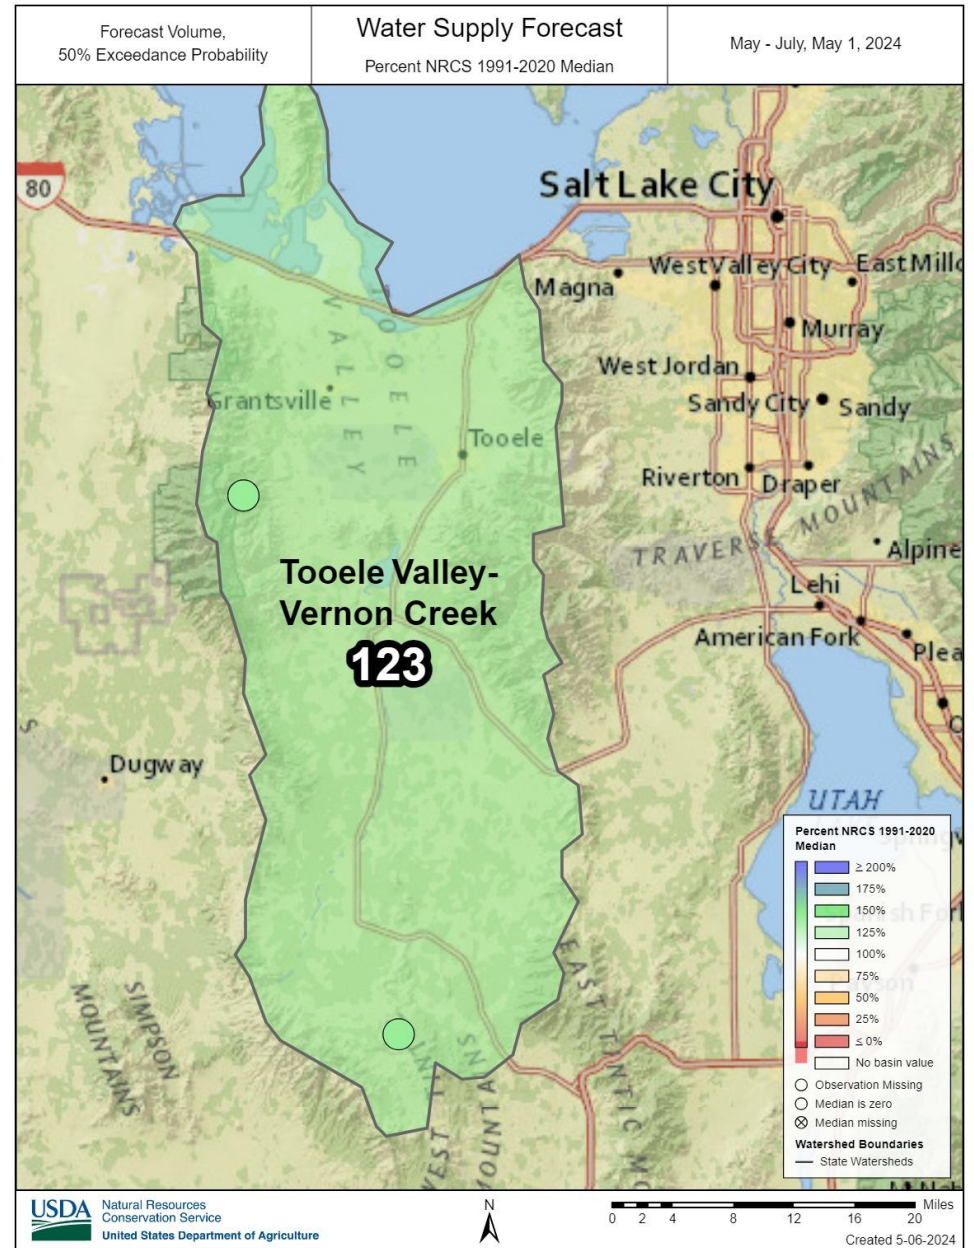 Forecast Volume,
50% Exceedance Probability
Water Supply Forecast
Percent NRCS 1991-2020 Median
May - July, May 1, 2024
80
Salt Lake City
West Valley City
East Millc
Magna
Murray
VALLEY
TOOELE
West Jordan
Grantsville
Sandy City
Sandy
Tooele
Riverton
Draper
TRAVERSE MOUNTAINS
Alpine
Tooele Valley-
Vernon Creek
123
Lehi
American Fork
Plea
S
Dugway
UTAH
Percent NRCS 1991-2020
Median
≥ 200%
175%
150%
125%
100%
75%
50%
25%
≤ 0%
No basin value
Observation Missing
Median is zero
Median missing
Watershed Boundaries
State Watersheds
Payson
SIMPSON
MOUNTAINS
EAST TINTIC MO
WEST
MOUNTAINS
USDA
Natural Resources
Conservation Service
United States Department of Agriculture
N
Miles
0 2 4 8 12 16 20
Created 5-06-2024